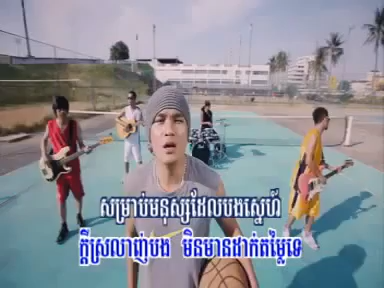 សម្រាប់មនុស្សដែលបងស្នេហ៍
ក្ដីស្រលាញ់បង មិនមានដាក់តម្លៃទេ